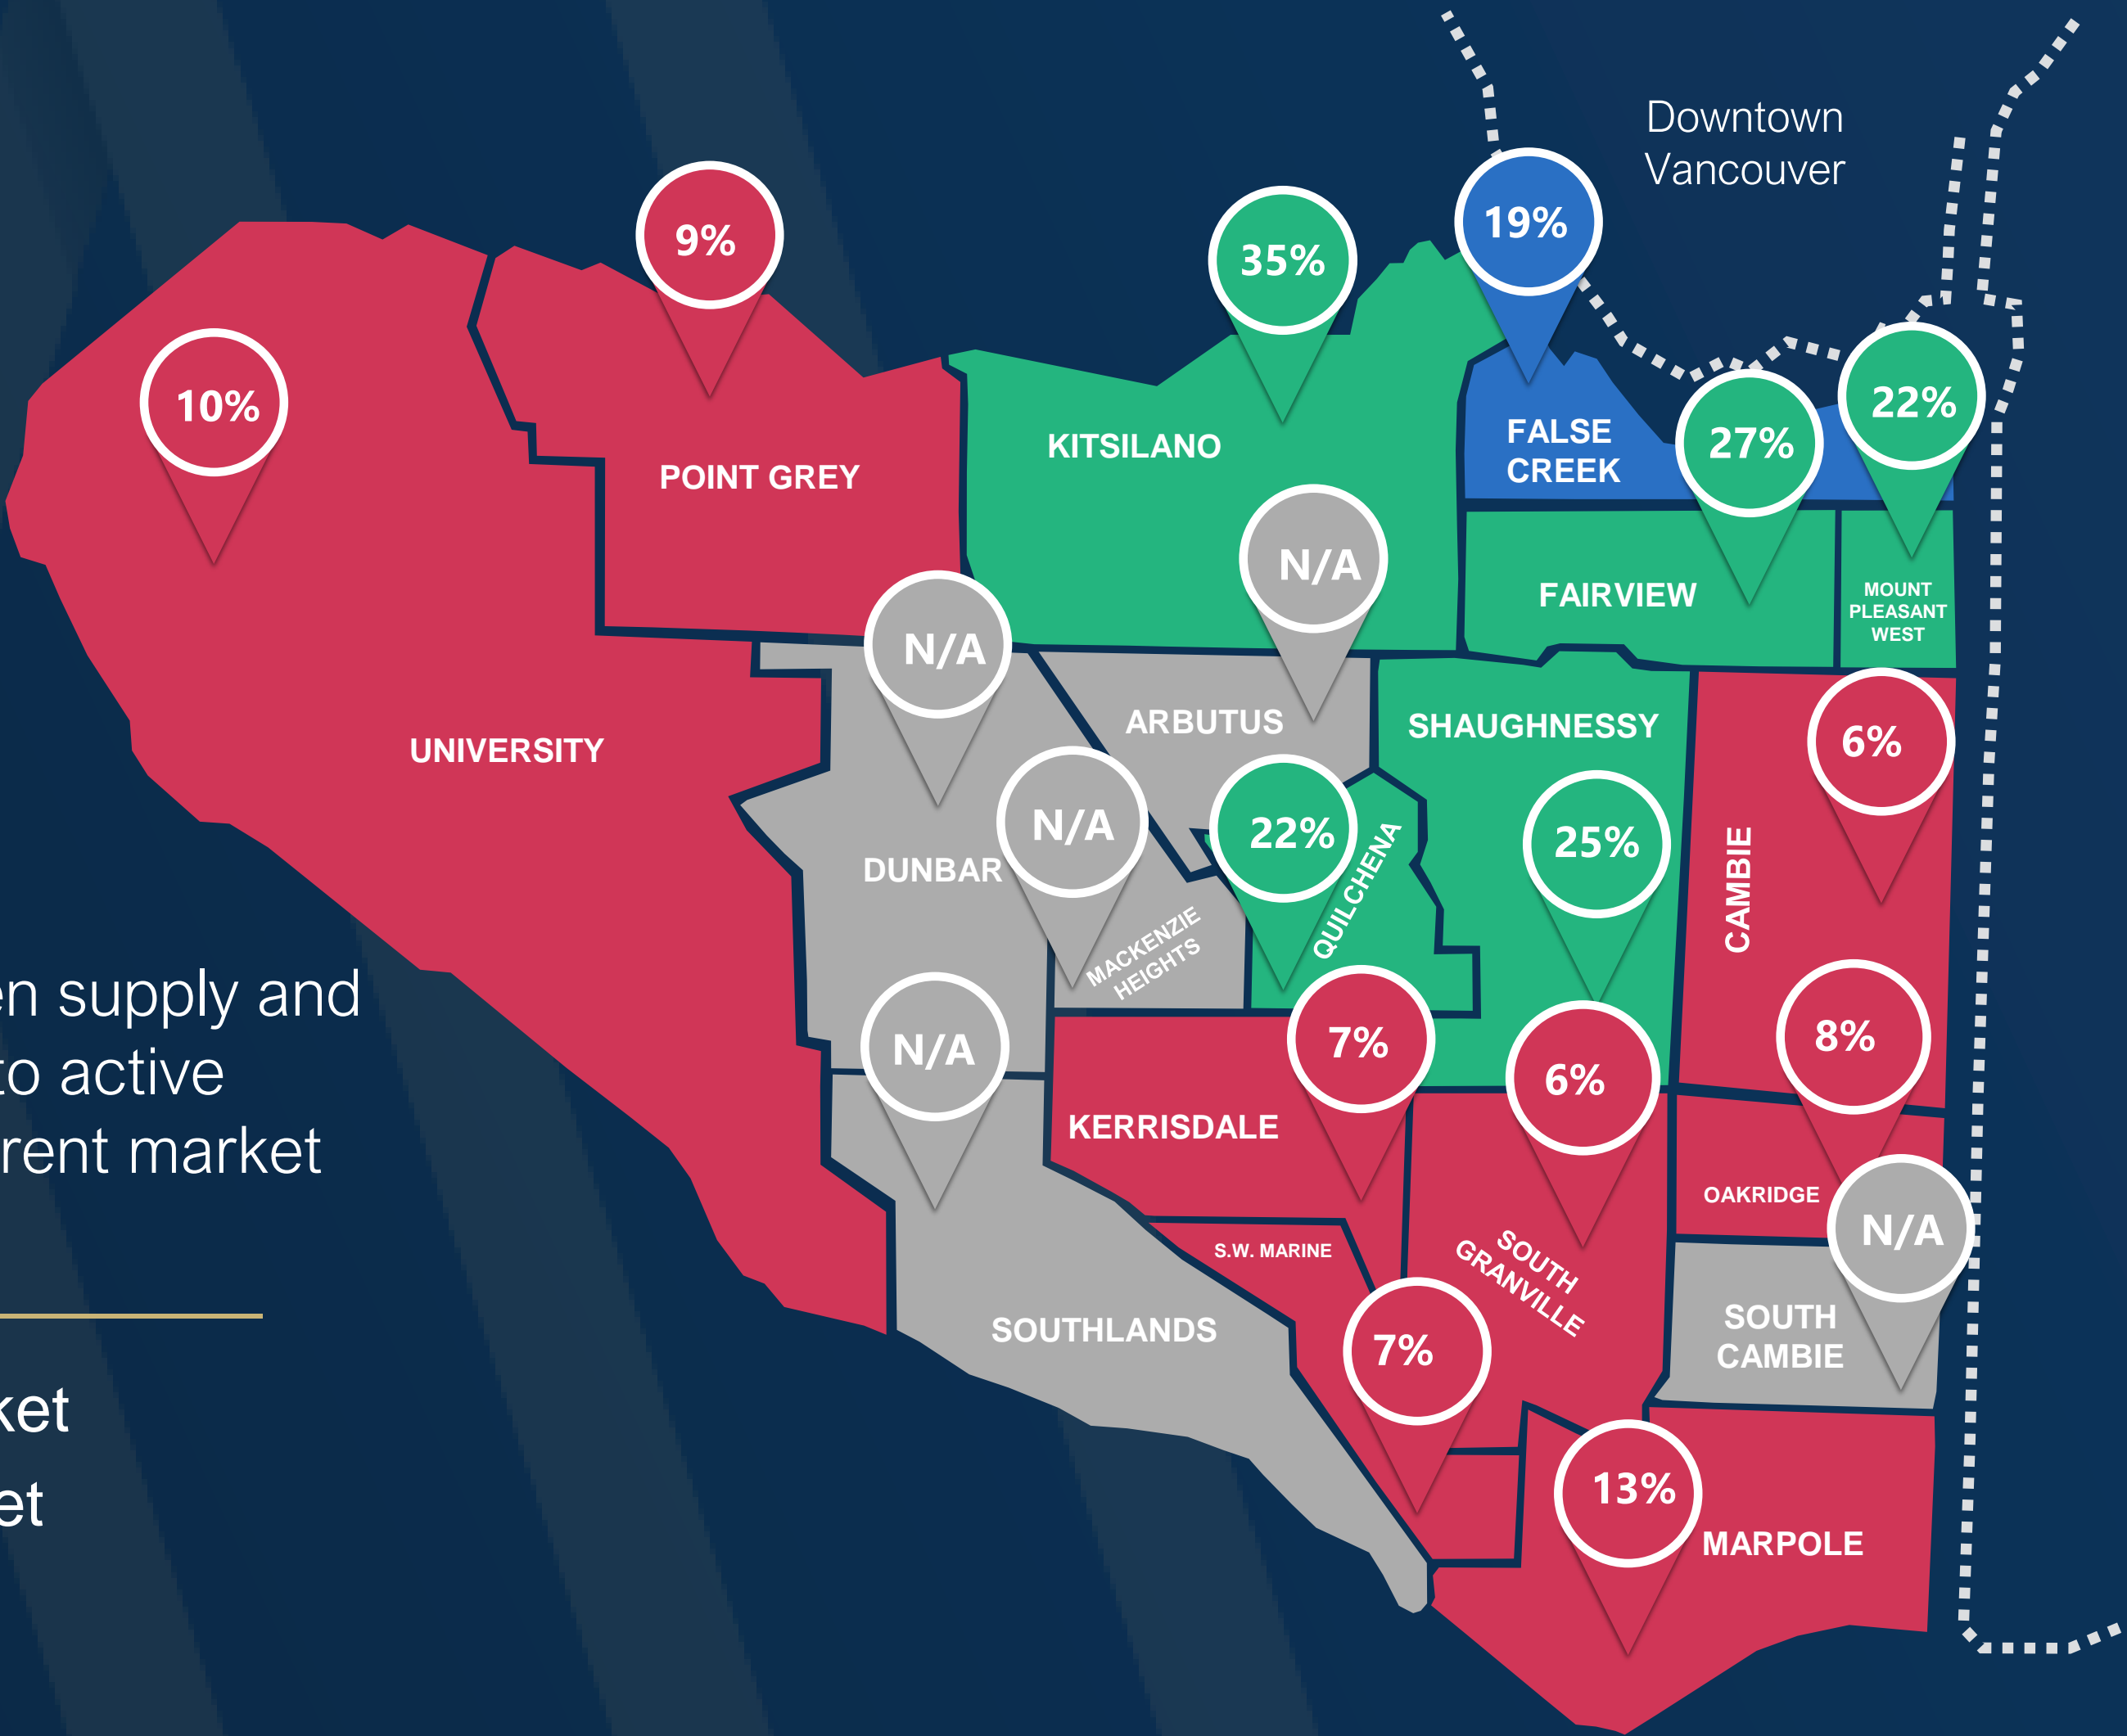 Downtown
Vancouver
9%
35%
19%
10%
27%
22%
FALSE
CREEK
KITSILANO
POINT GREY
N/A
FAIRVIEW
MOUNT
PLEASANT
WEST
N/A
ARBUTUS
SHAUGHNESSY
6%
UNIVERSITY
N/A
22%
25%
DUNBAR
QUILCHENA
CAMBIE
MACKENZIE
HEIGHTS
en supply and
to active
rent market
N/A
7%
6%
8%
KERRISDALE
OAKRIDGE
N/A
S.W. MARINE
SOUTH
GRANVILLE
SOUTHLANDS
SOUTH
CAMBIE
7%
ket
et
13%
MARPOLE